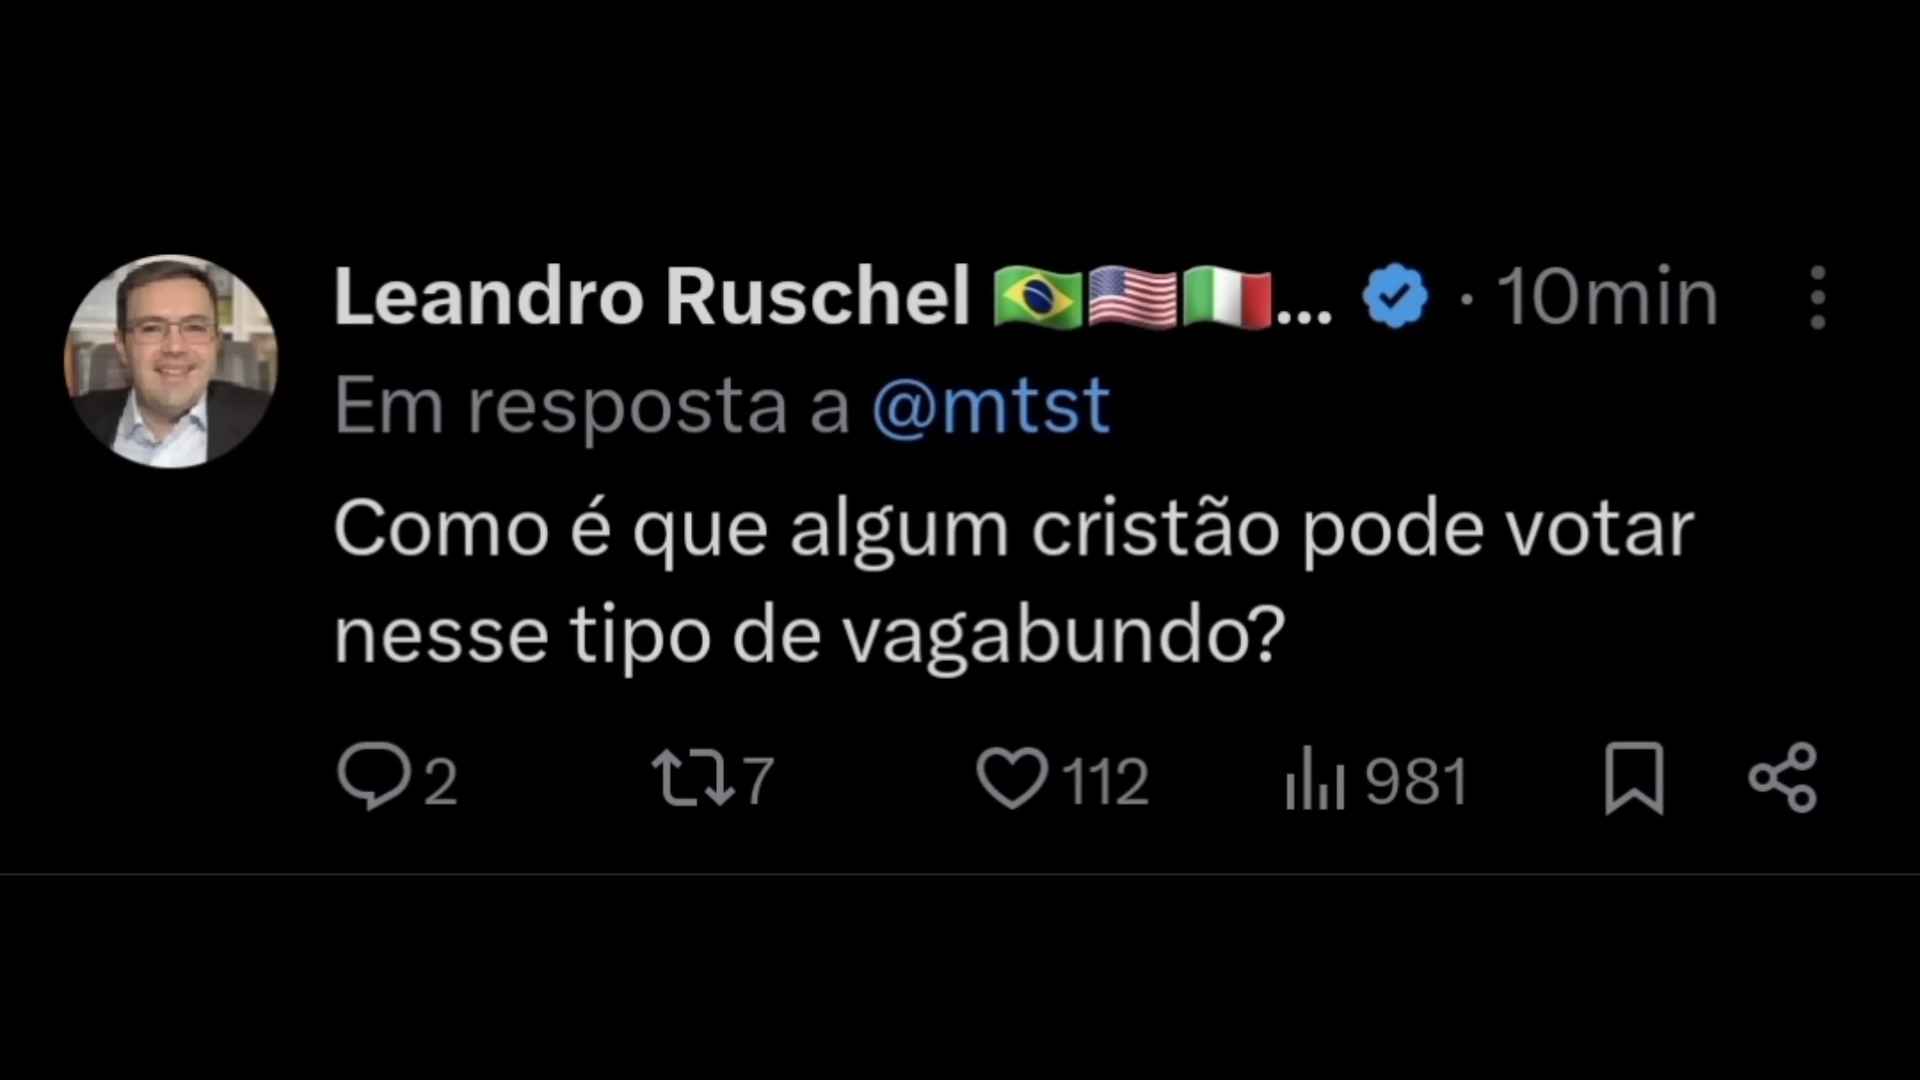 Leandro Ruschel 🇧🇷🇺🇸🇮🇹... · 10min
Em resposta a @mtst
Como é que algum cristão pode votar
nesse tipo de vagabundo?
2 7 112 981